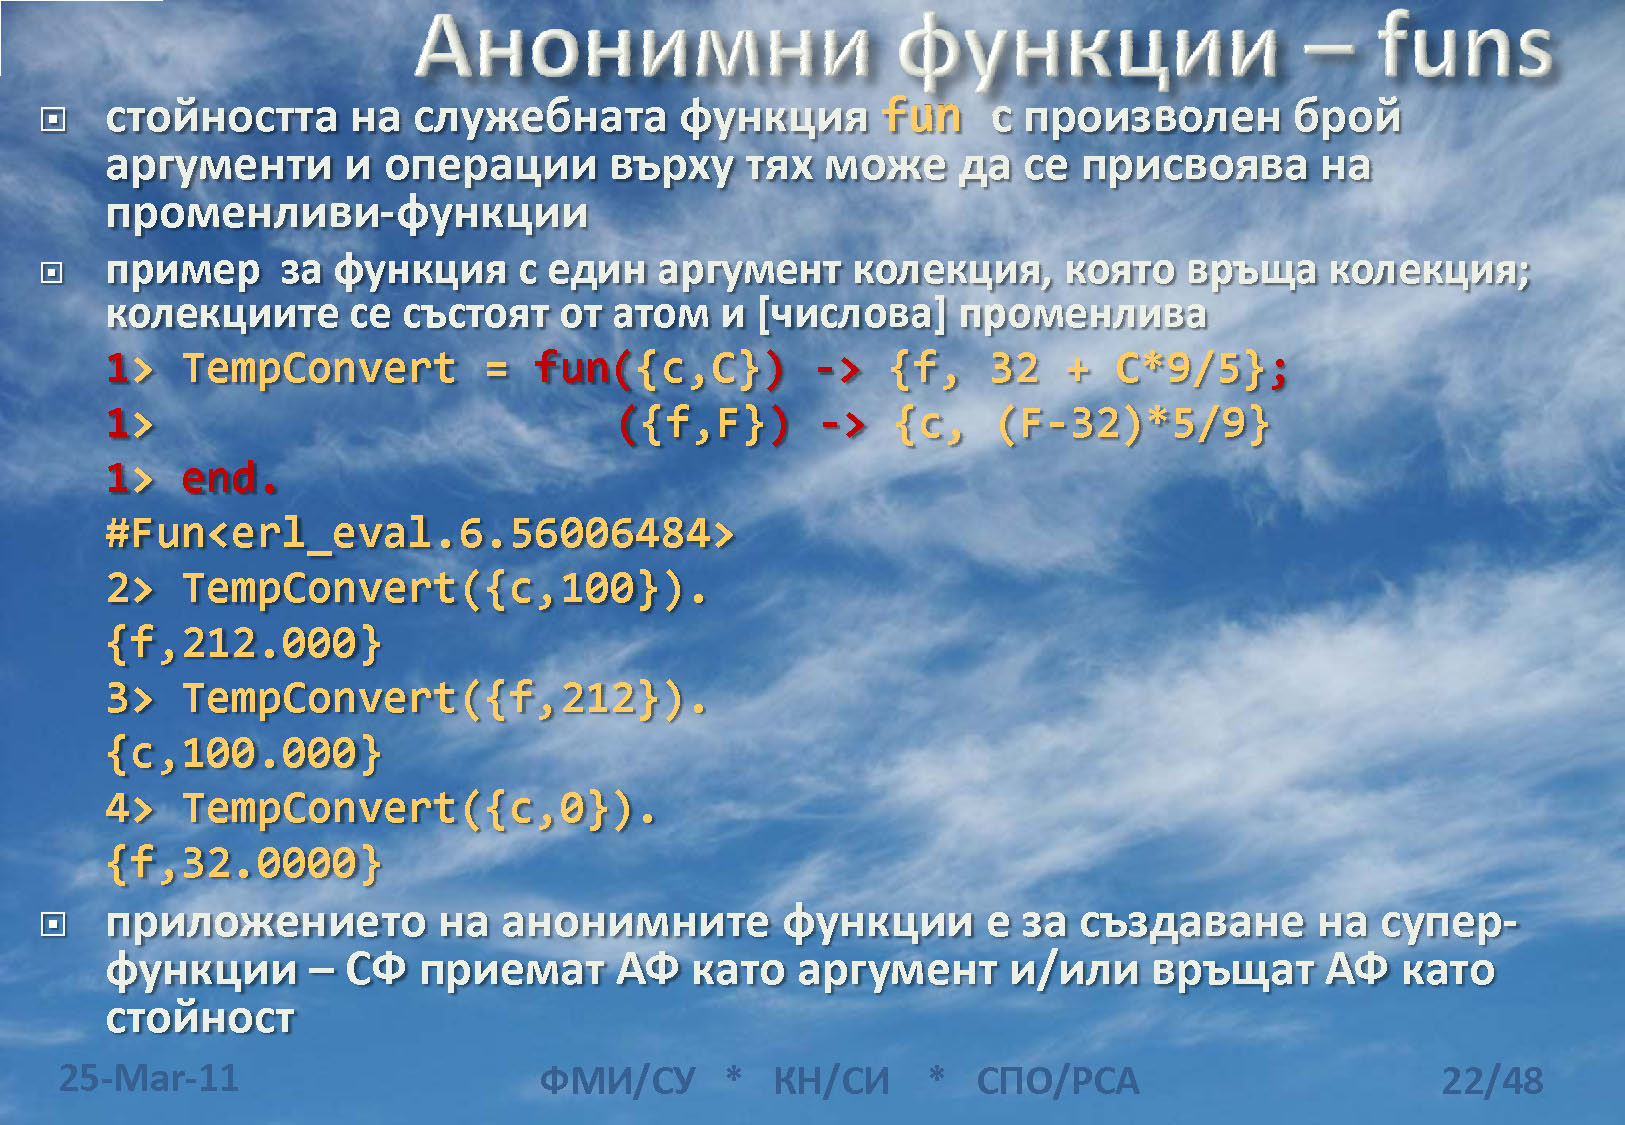 Анонимни функции – funs
стойността на служебната функция fun с произволен брой
аргументи и операции върху тях може да се присвоява на
променливи-функции
пример за функция с един аргумент колекция, която връща колекция;
колекциите се състоят от атом и [числова] променлива
1> TempConvert = fun({c,C}) -> {f, 32 + C*9/5};
1> ({f,F}) -> {c, (F-32)*5/9}
1> end.
#Fun<erl_eval.6.56006484>
2> TempConvert({c,100}).
{f,212.000}
3> TempConvert({f,212}).
{c,100.000}
4> TempConvert({c,0}).
{f,32.0000}
приложението на анонимните функции е за създаване на супер-
функции – СФ приемат АФ като аргумент и/или връщат АФ като
стойност
25-Mar-11 ФМИ/СУ * КН/СИ * СПО/РСА 22/48